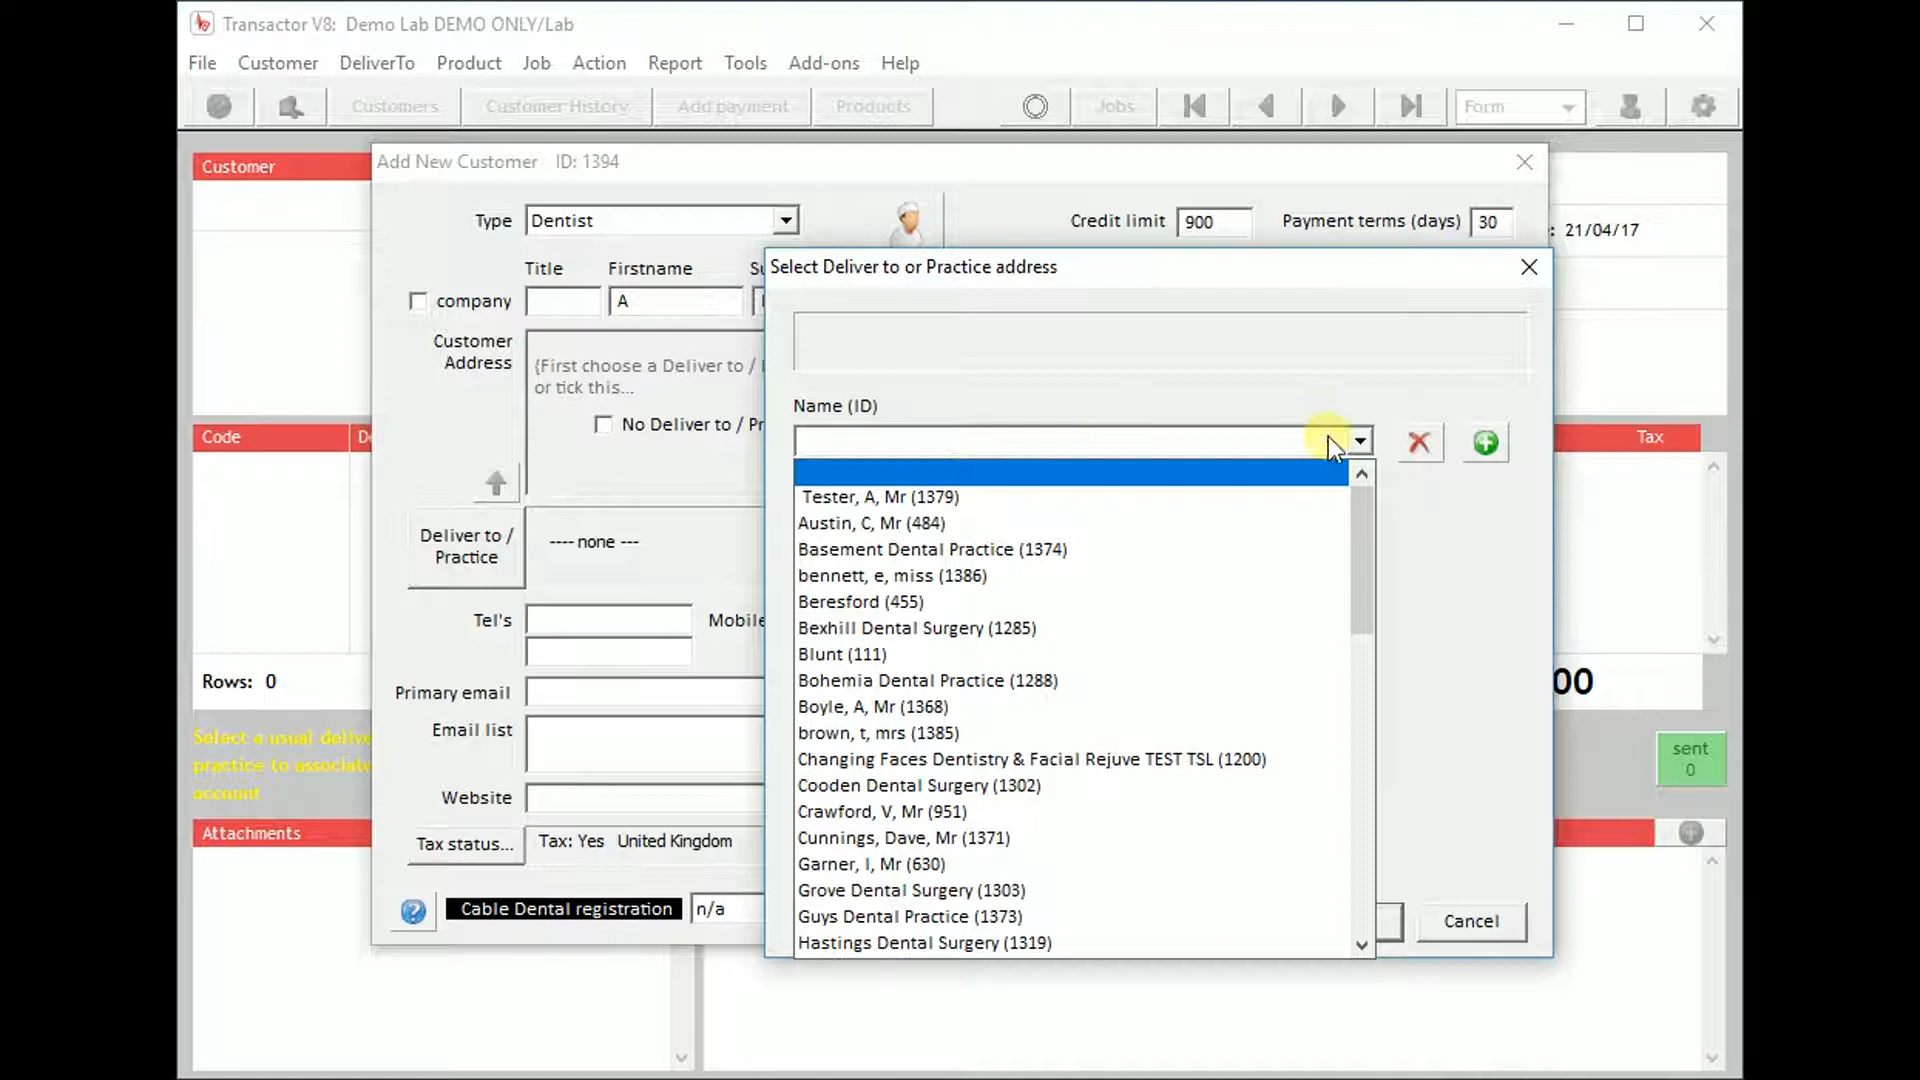 Transactor V8: Demo Lab DEMO ONLY/Lab
File Customer DeliverTo Product Job Action Report Tools Add-ons Help
Customers Customer History Add payment Products Jobs Form
Customer
Add New Customer ID: 1394
Type Dentist
Credit limit 900 Payment terms (days) 30
: 21/04/17
Title Firstname
company A
Customer
Address
{First choose a Deliver to /
or tick this...
No Deliver to / Pr
Deliver to /
Practice
---- none ---
Tel's Mobile
Primary email
Email list
Website
Tax status... Tax: Yes United Kingdom
Cable Dental registration n/a
Select Deliver to or Practice address
Name (ID)
Tester, A, Mr (1379)
Austin, C, Mr (484)
Basement Dental Practice (1374)
bennett, e, miss (1386)
Beresford (455)
Bexhill Dental Surgery (1285)
Blunt (111)
Bohemia Dental Practice (1288)
Boyle, A, Mr (1368)
brown, t, mrs (1385)
Changing Faces Dentistry & Facial Rejuve TEST TSL (1200)
Cooden Dental Surgery (1302)
Crawford, V, Mr (951)
Cunnings, Dave, Mr (1371)
Garner, I, Mr (630)
Grove Dental Surgery (1303)
Guys Dental Practice (1373)
Hastings Dental Surgery (1319)
Cancel
Code
Tax
Rows: 0
00
Select a usual delive
practice to associate
account
sent
0
Attachments